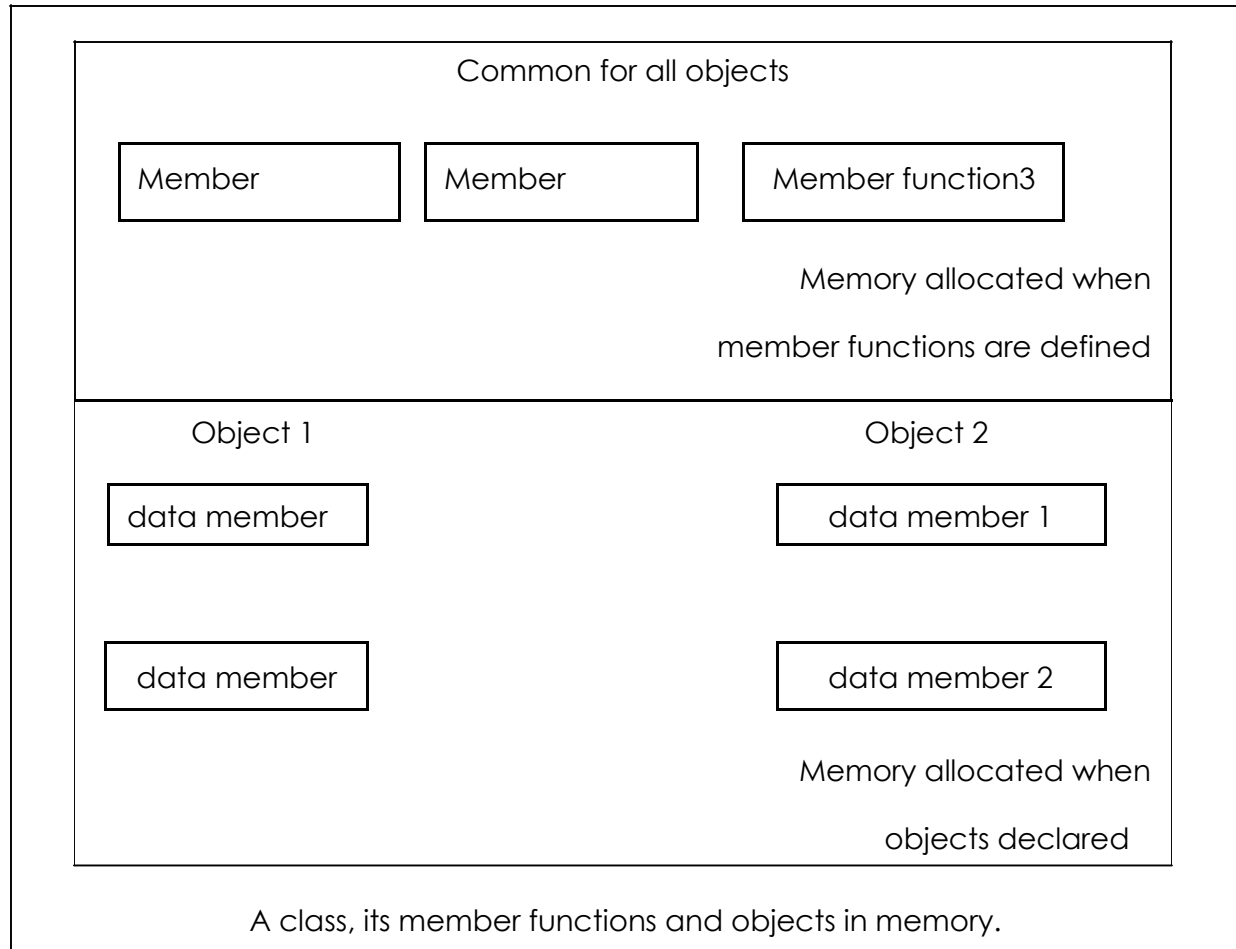 Common for all objects
Member Member Member function3
Memory allocated when
member functions are defined
Object 1 Object 2
data member data member 1
data member data member 2
Memory allocated when
objects declared
A class, its member functions and objects in memory.